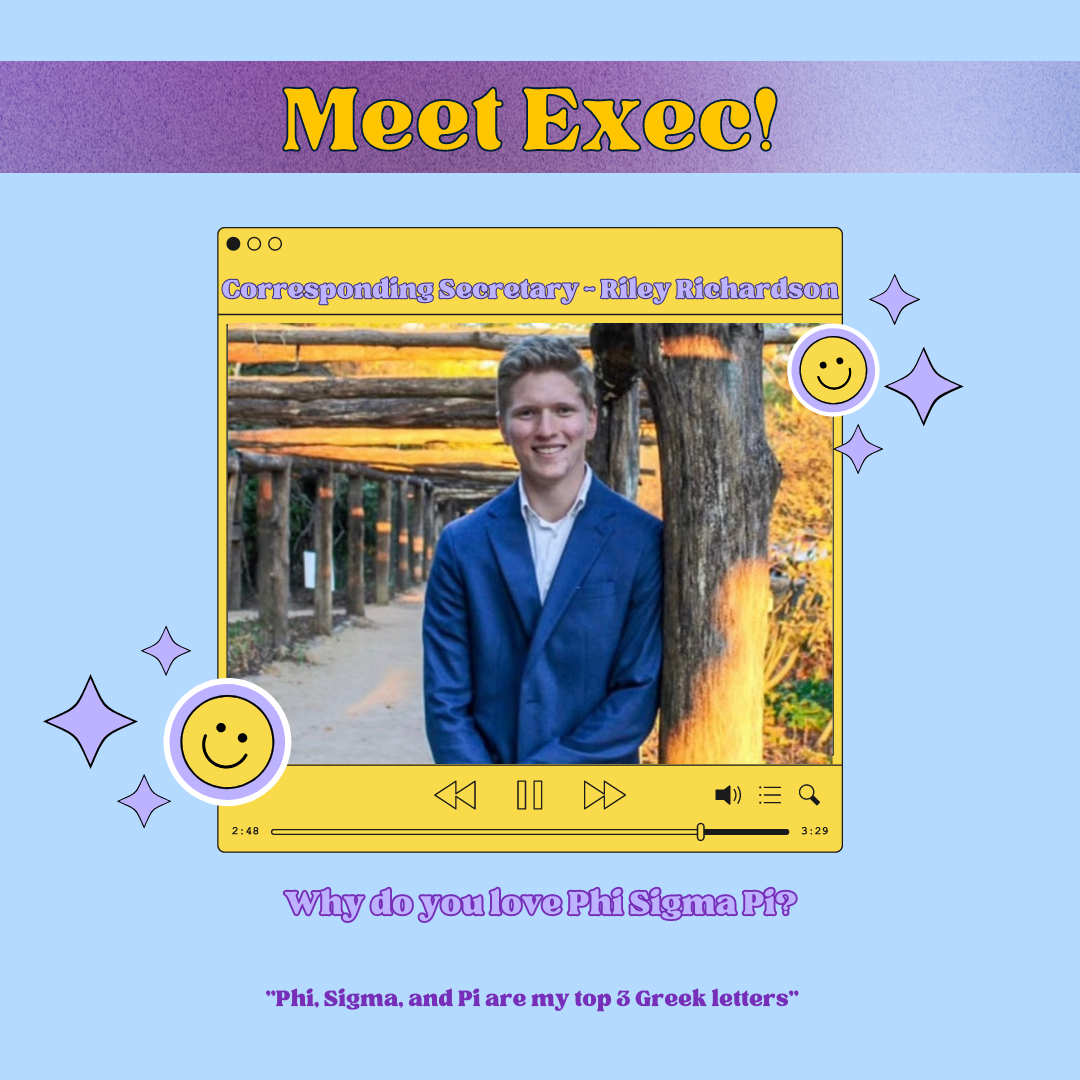 Meet Exec!
Corresponding Secretary - Riley Richardson
2:48
3:29
Why do you love Phi Sigma Pi?
"Phi, Sigma, and Pi are my top 3 Greek letters"